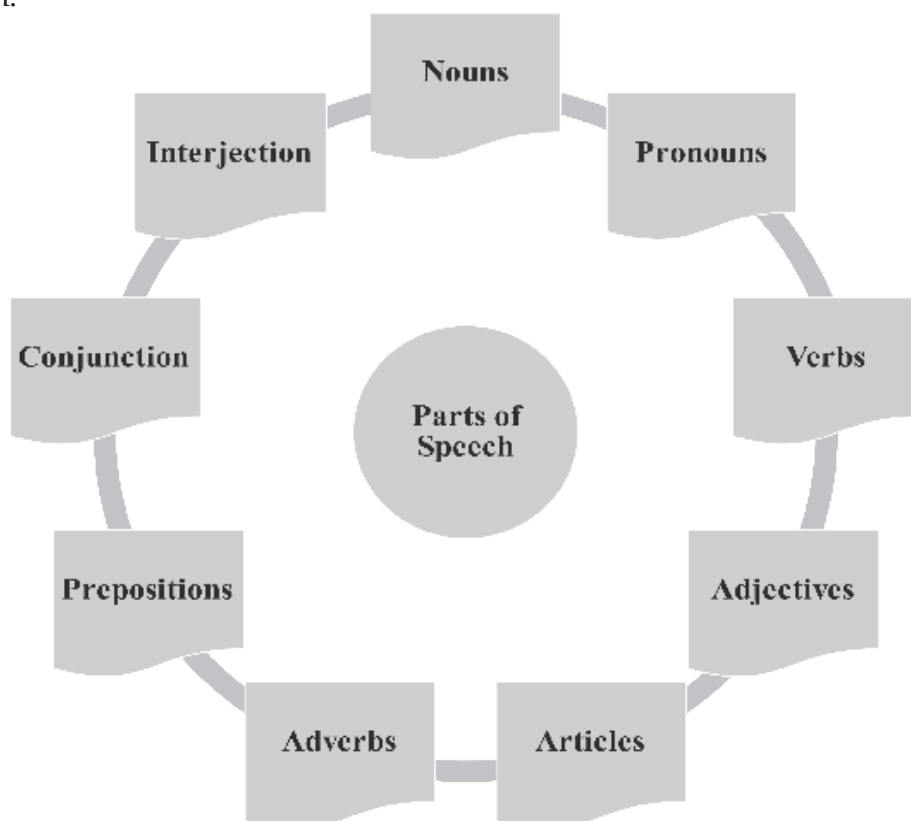 Nouns
Pronouns
Verbs
Adjectives
Articles
Adverbs
Prepositions
Conjunction
Interjection
Parts of
Speech